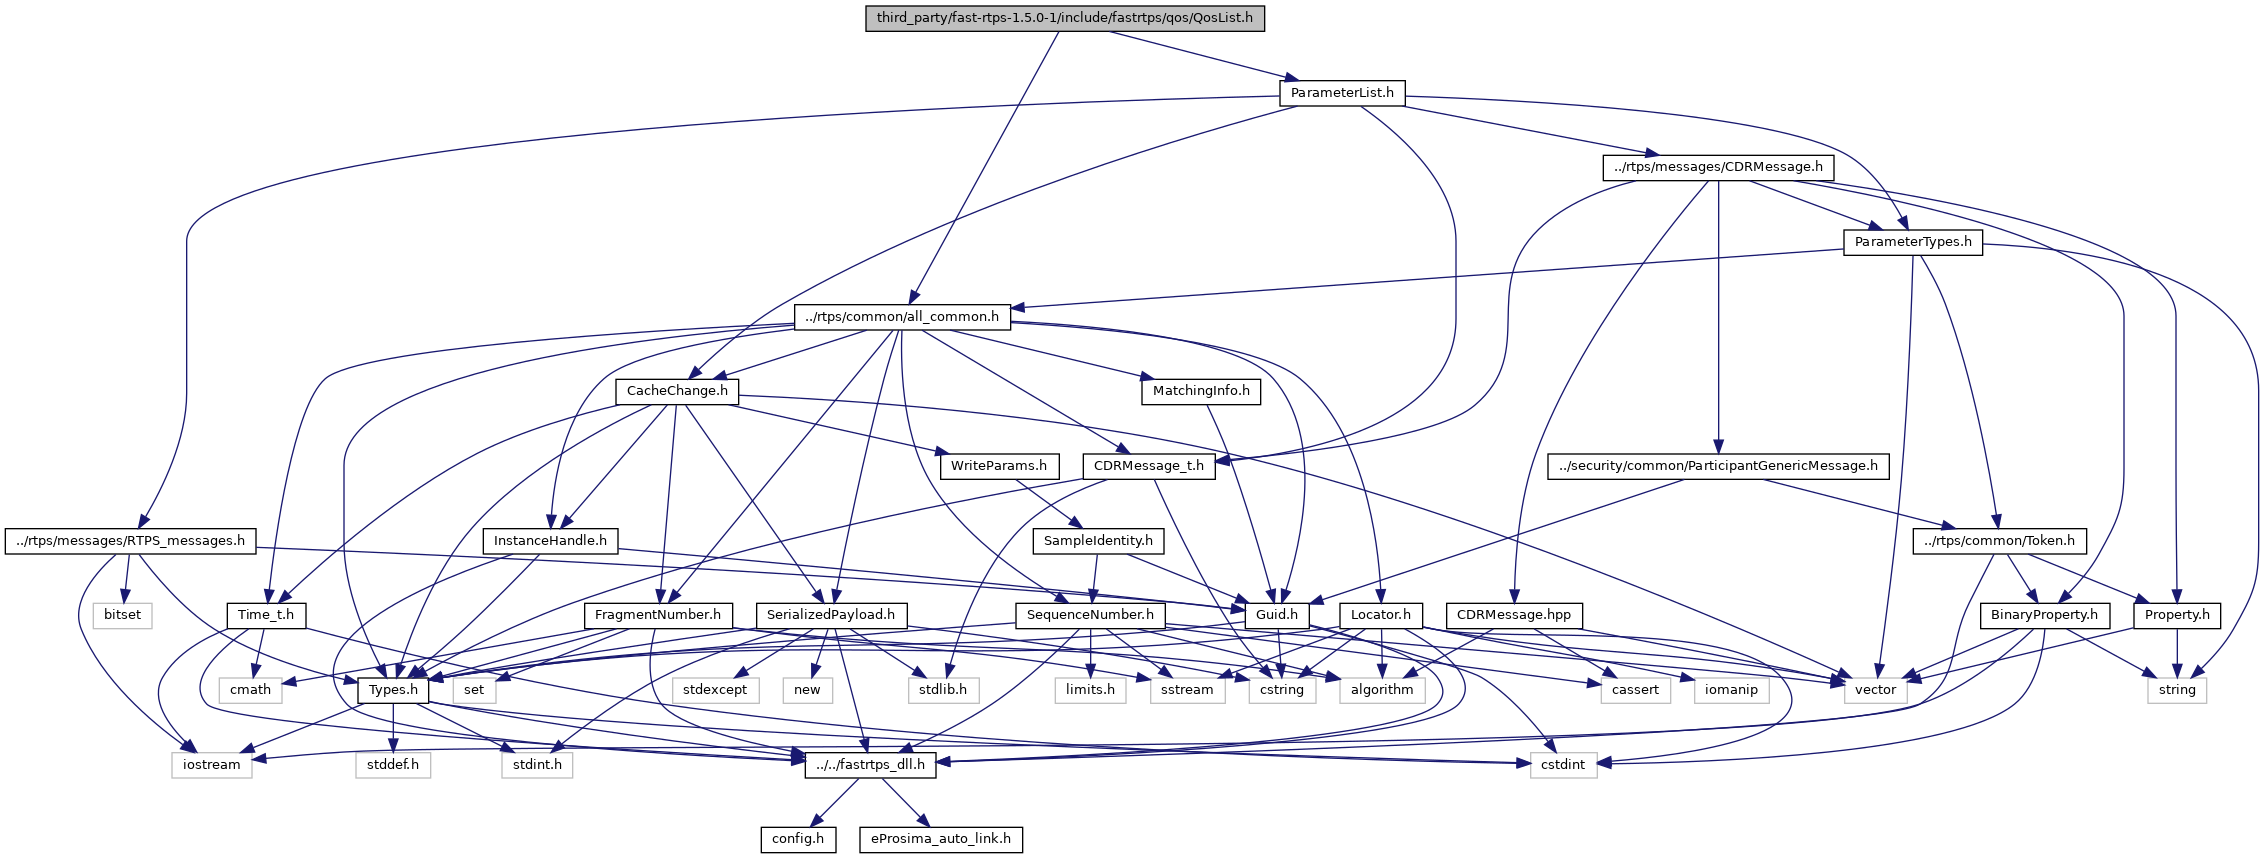 third_party/fast-rtps-1.5.0-1/include/fastrtps/qos/QosList.h
ParameterList.h
../rtps/messages/CDRMessage.h
ParameterTypes.h
../rtps/common/all_common.h
CacheChange.h
MatchingInfo.h
WriteParams.h
CDRMessage_t.h
../security/common/ParticipantGenericMessage.h
../rtps/messages/RTPS_messages.h
InstanceHandle.h
SampleIdentity.h
../rtps/common/Token.h
bitset
Time_t.h
FragmentNumber.h
SerializedPayload.h
SequenceNumber.h
Guid.h
Locator.h
CDRMessage.hpp
BinaryProperty.h
Property.h
cmath
Types.h
set
stdexcept
new
stdlib.h
limits.h
sstream
cstring
algorithm
cassert
iomanip
vector
string
iostream
stddef.h
stdint.h
../../fastrtps_dll.h
cstdint
config.h
eProsima_auto_link.h